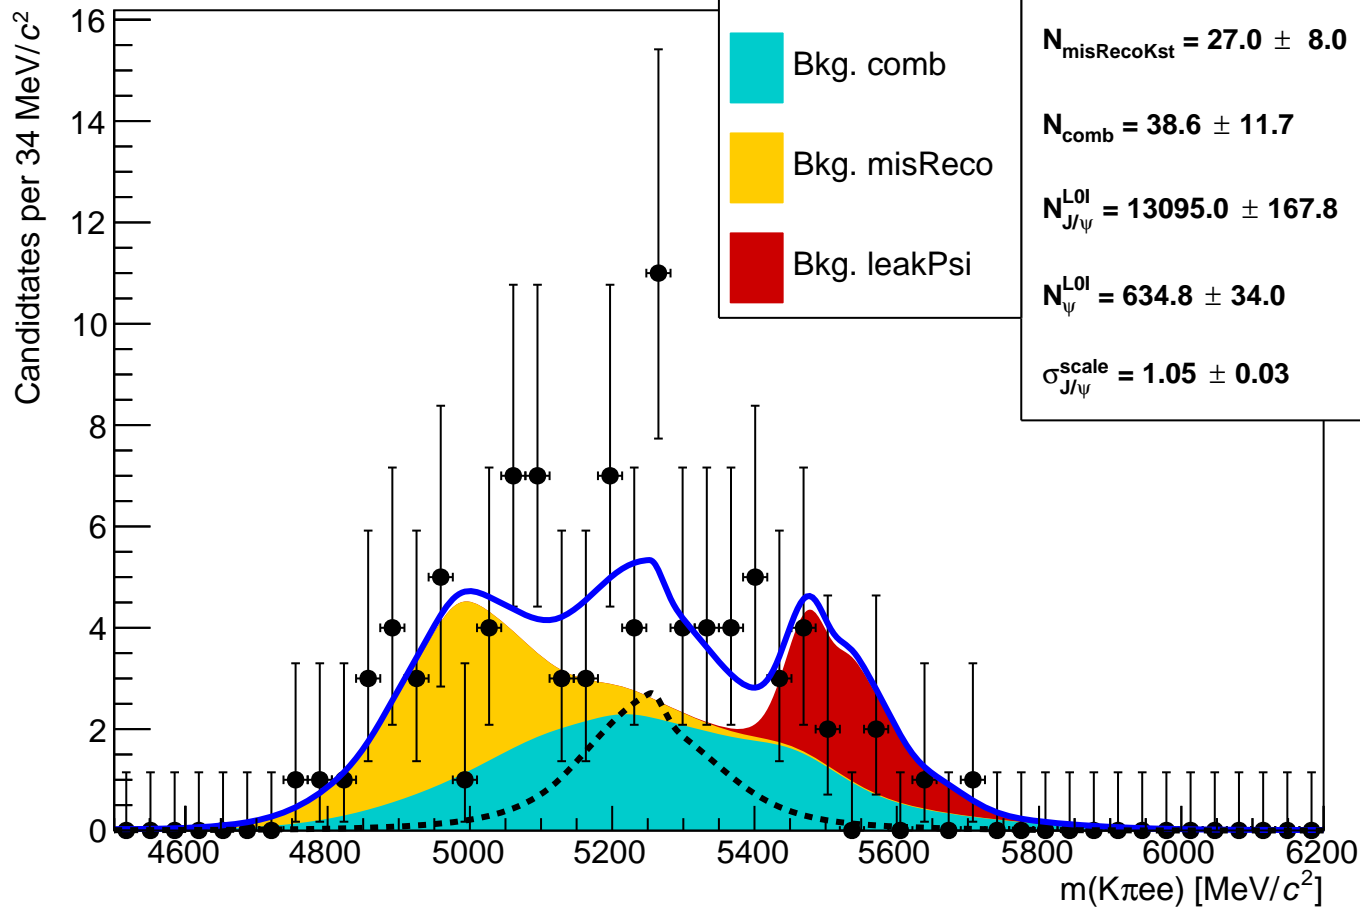 Candidtates per 34 MeV/c²
16
14
12
10
8
6
4
2
0
Bkg. comb
Bkg. misReco
Bkg. leakPsi
N_misRecoKst = 27.0 ± 8.0
N_comb = 38.6 ± 11.7
N^L0I_J/ψ = 13095.0 ± 167.8
N^L0I_ψ = 634.8 ± 34.0
σ^scale_J/ψ = 1.05 ± 0.03
4600 4800 5000 5200 5400 5600 5800 6000 6200
m(Kπee) [MeV/c²]